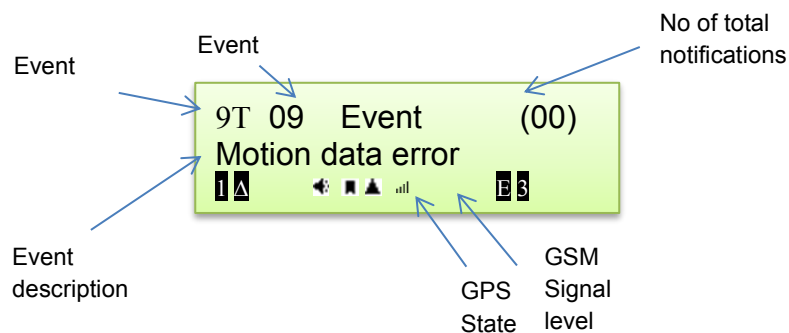 No of total
notifications
Event
Event
9T 09 Event (00)
Motion data error
1 Δ E 3
Event
description
GPS
State
GSM
Signal
level